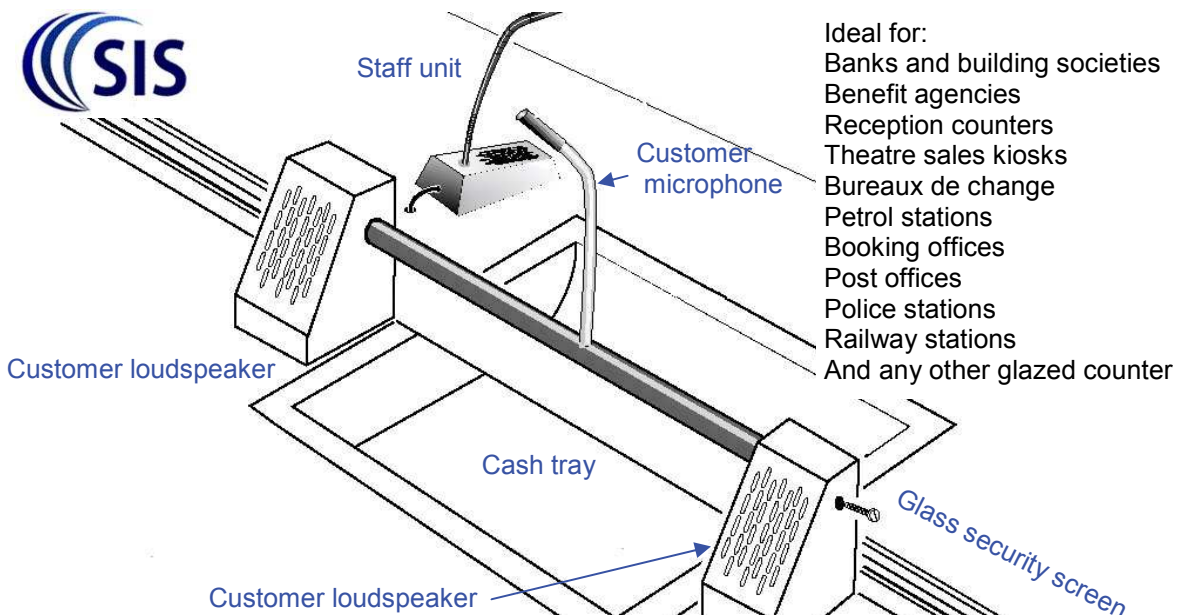 SIS
Staff unit
Customer
microphone
Customer loudspeaker
Cash tray
Customer loudspeaker
Glass security screen
Ideal for:
Banks and building societies
Benefit agencies
Reception counters
Theatre sales kiosks
Bureaux de change
Petrol stations
Booking offices
Post offices
Police stations
Railway stations
And any other glazed counter